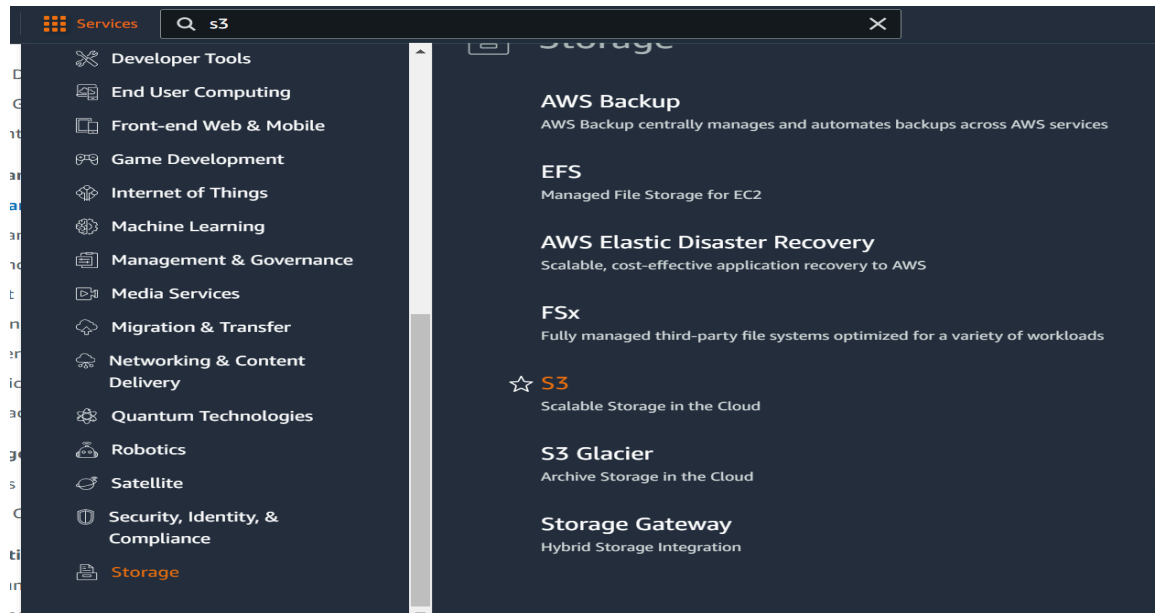 Services
s3
Developer Tools
End User Computing
Front-end Web & Mobile
Game Development
Internet of Things
Machine Learning
Management & Governance
Media Services
Migration & Transfer
Networking & Content
Delivery
Quantum Technologies
Robotics
Satellite
Security, Identity, &
Compliance
Storage
Storage
AWS Backup
AWS Backup centrally manages and automates backups across AWS services
EFS
Managed File Storage for EC2
AWS Elastic Disaster Recovery
Scalable, cost-effective application recovery to AWS
FSx
Fully managed third-party file systems optimized for a variety of workloads
S3
Scalable Storage in the Cloud
S3 Glacier
Archive Storage in the Cloud
Storage Gateway
Hybrid Storage Integration